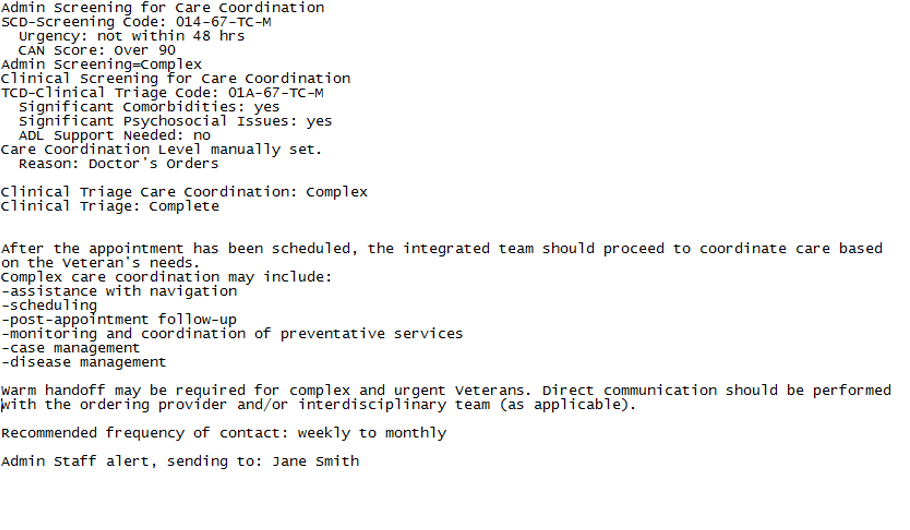 Admin Screening for Care Coordination
SCD-Screening Code: 014-67-TC-M
Urgency: not within 48 hrs
CAN Score: Over 90
Admin Screening=Complex
Clinical Screening for Care Coordination
TCD-Clinical Triage Code: 01A-67-TC-M
Significant Comorbidities: yes
Significant Psychosocial Issues: yes
ADL Support Needed: no
Care Coordination Level manually set.
Reason: Doctor's Orders
Clinical Triage Care Coordination: Complex
Clinical Triage: Complete
After the appointment has been scheduled, the integrated team should proceed to coordinate care based
on the Veteran's needs.
Complex care coordination may include:
-assistance with navigation
-scheduling
-post-appointment follow-up
-monitoring and coordination of preventative services
-case management
-disease management
Warm handoff may be required for complex and urgent Veterans. Direct communication should be performed
with the ordering provider and/or interdisciplinary team (as applicable).
Recommended frequency of contact: weekly to monthly
Admin Staff alert, sending to: Jane Smith